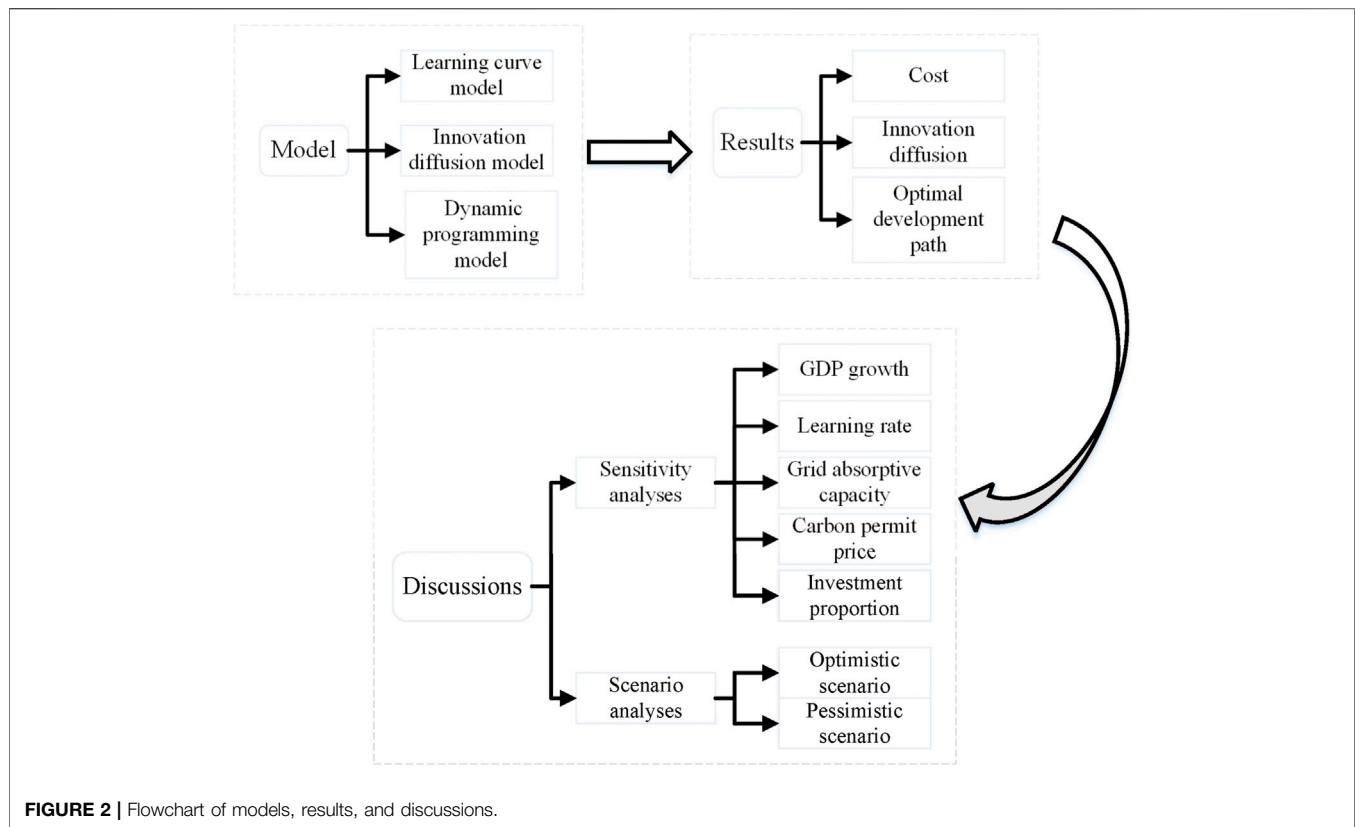 Model
Learning curve
model
Innovation
diffusion model
Dynamic
programming
model
Results
Cost
Innovation
diffusion
Optimal
development
path
Discussions
Sensitivity
analyses
GDP growth
Learning rate
Grid absorptive
capacity
Carbon permit
price
Investment
proportion
Scenario
analyses
Optimistic
scenario
Pessimistic
scenario
FIGURE 2 | Flowchart of models, results, and discussions.